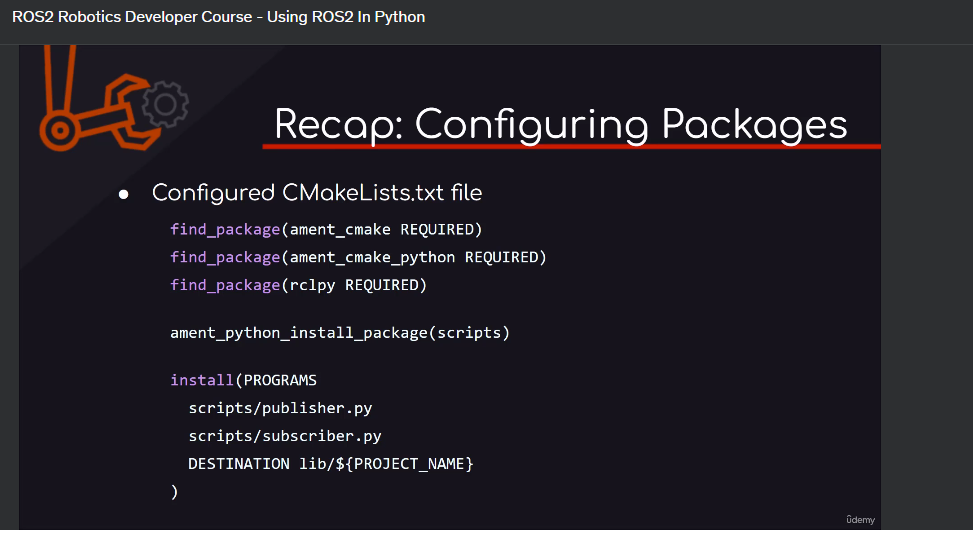 ROS2 Robotics Developer Course - Using ROS2 In Python
Recap: Configuring Packages
● Configured CMakeLists.txt file
find_package(ament_cmake REQUIRED)
find_package(ament_cmake_python REQUIRED)
find_package(rclpy REQUIRED)
ament_python_install_package(scripts)
install(PROGRAMS
scripts/publisher.py
scripts/subscriber.py
DESTINATION lib/${PROJECT_NAME}
)
ûdemy